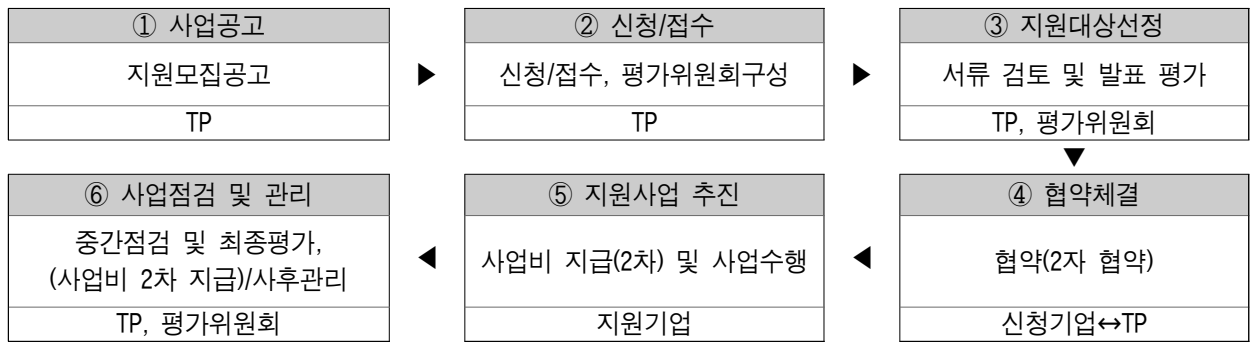 ① 사업공고
지원모집공고
TP
▶
② 신청/접수
신청/접수, 평가위원회구성
TP
▶
③ 지원대상선정
서류 검토 및 발표 평가
TP, 평가위원회
▼
④ 협약체결
협약(2자 협약)
신청기업↔TP
◀
⑤ 지원사업 추진
사업비 지급(2차) 및 사업수행
지원기업
◀
⑥ 사업점검 및 관리
중간점검 및 최종평가,
(사업비 2차 지급)/사후관리
TP, 평가위원회